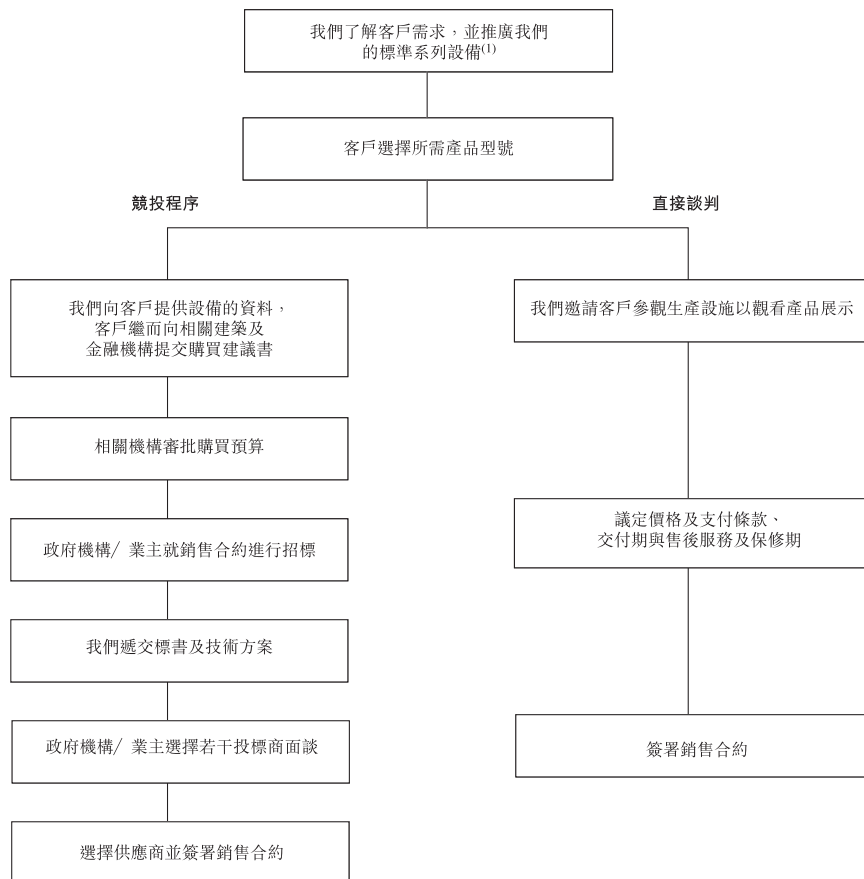 我們了解客戶需求，並推廣我們
的標準系列設備(1)
客戶選擇所需產品型號
競投程序
直接談判
我們向客戶提供設備的資料，
客戶繼而向相關建築及
金融機構提交購買建議書
我們邀請客戶參觀生產設施以觀看產品展示
相關機構審批購買預算
政府機構/ 業主就銷售合約進行招標
議定價格及支付條款、
交付期與售後服務及保修期
我們遞交標書及技術方案
政府機構/ 業主選擇若干投標商面談
簽署銷售合約
選擇供應商並簽署銷售合約